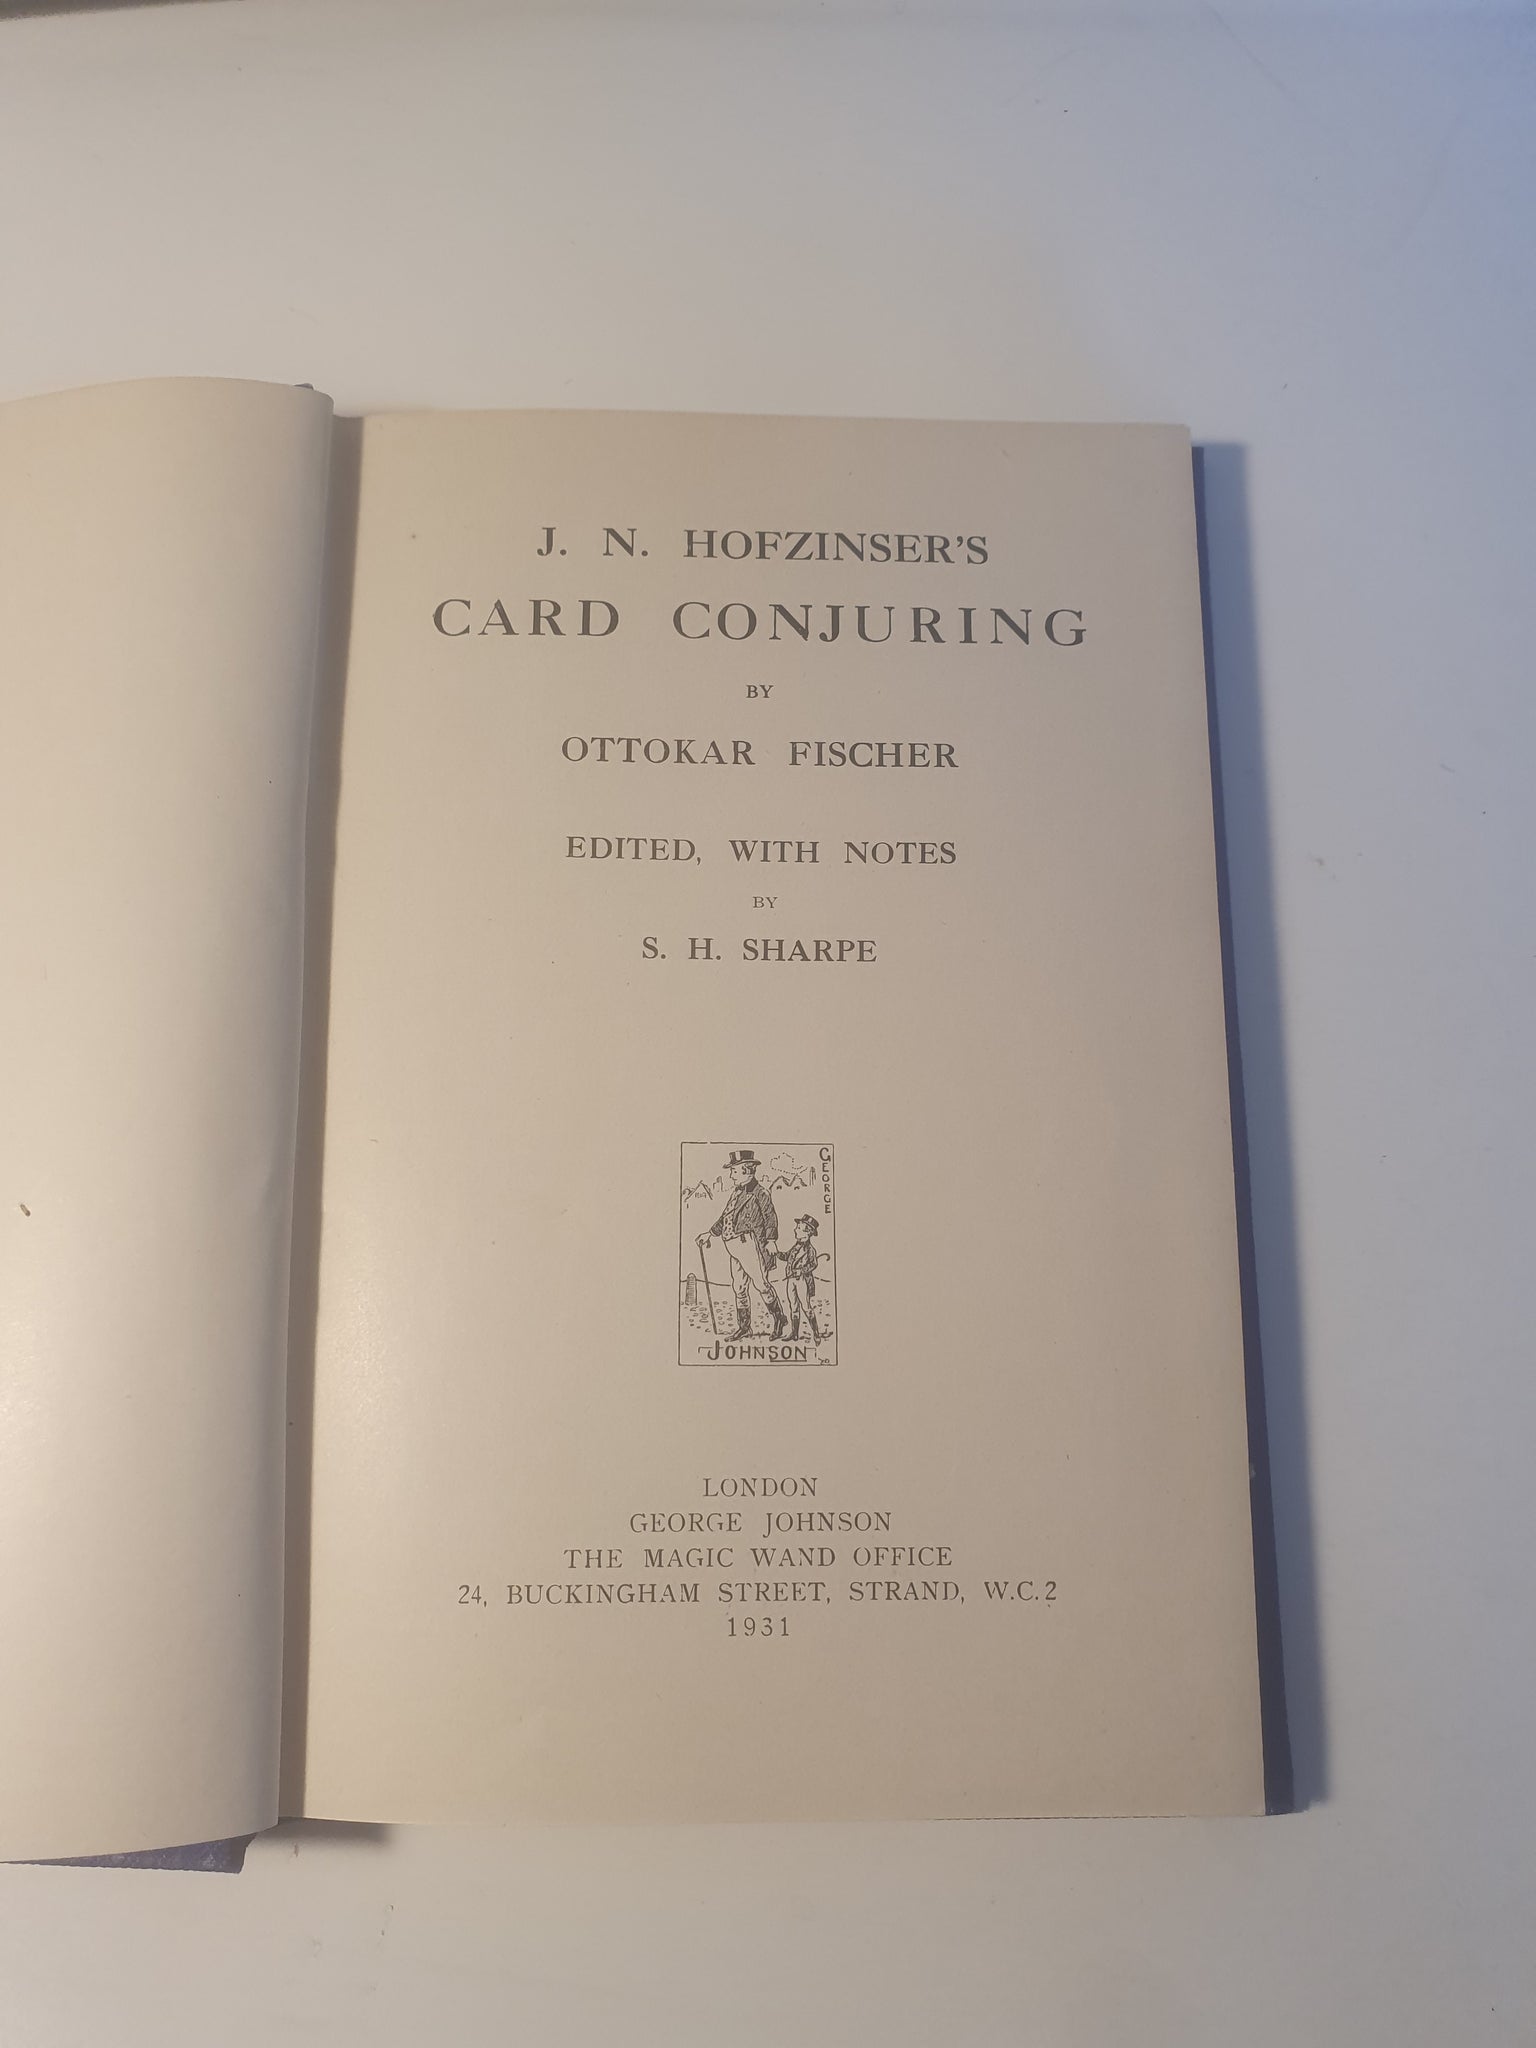 J. N. HOFZINSER'S
CARD CONJURING
BY
OTTOKAR FISCHER
EDITED, WITH NOTES
BY
S. H. SHARPE
GEORGE
JOHNSON
LONDON
GEORGE JOHNSON
THE MAGIC WAND OFFICE
24, BUCKINGHAM STREET, STRAND, W.C.2
1931